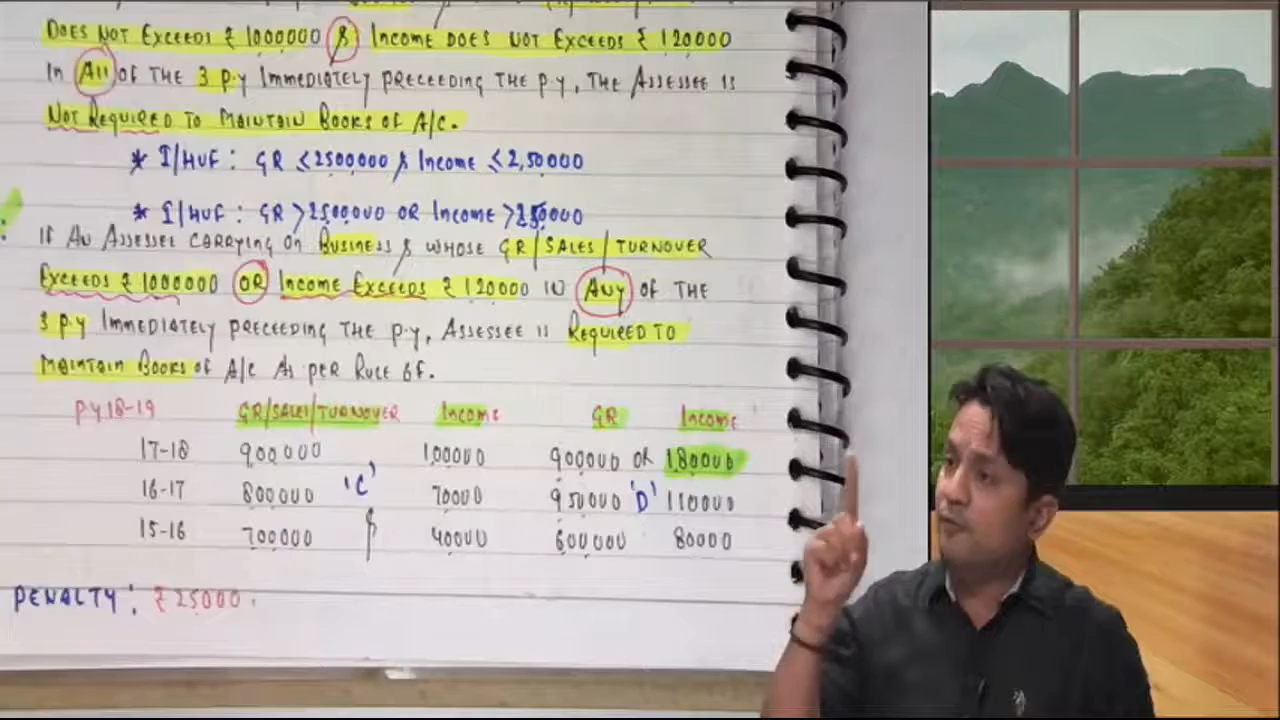 DOES NOT EXCEEDS ₹ 1000000 & INCOME DOES NOT EXCEEDS ₹ 120000
IN ALL OF THE 3 P.Y IMMEDIATELY PRECEEDING THE P.Y, THE ASSESSEE IS
NOT REQUIRED TO MAINTAIN BOOKS OF A/C.
* I/HUF : GR ≤2500000 & Income ≤2,50000
* I/HUF : GR >2500000 OR Income >250000
IF AN ASSESSEE CARRYING ON BUSINESS & WHOSE GR/SALES/TURNOVER
EXCEEDS ₹ 1000000 OR INCOME EXCEEDS ₹ 120000 IN ANY OF THE
3 P.Y IMMEDIATELY PRECEEDING THE P.Y, ASSESSEE IS REQUIRED TO
MAINTAIN BOOKS OF A/C AS PER RULE 6F.
PY 18-19 GR/SALES/TURNOVER INCOME GR INCOME
17-18 900000 100000 900000 OR 180000
16-17 800000 'C' 70000 950000 'D' 110000
15-16 700000 & 40000 600000 80000
PENALTY : ₹ 25000.